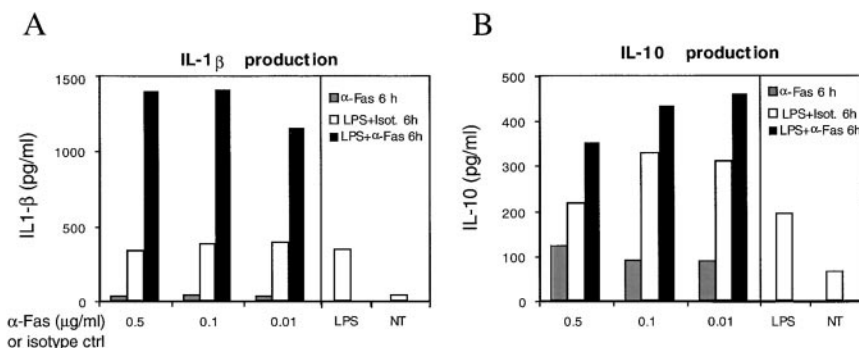 A
IL-1β production
IL1-β (pg/ml)
1500
1000
500
0
α-Fas 6 h
LPS+Isot. 6h
LPS+α-Fas 6h
α-Fas (μg/ml)
or isotype ctrl
0.5
0.1
0.01
LPS
NT
B
IL-10 production
IL-10 (pg/ml)
500
400
300
200
100
0
α-Fas 6 h
LPS+Isot. 6h
LPS+α-Fas 6h
0.5
0.1
0.01
LPS
NT